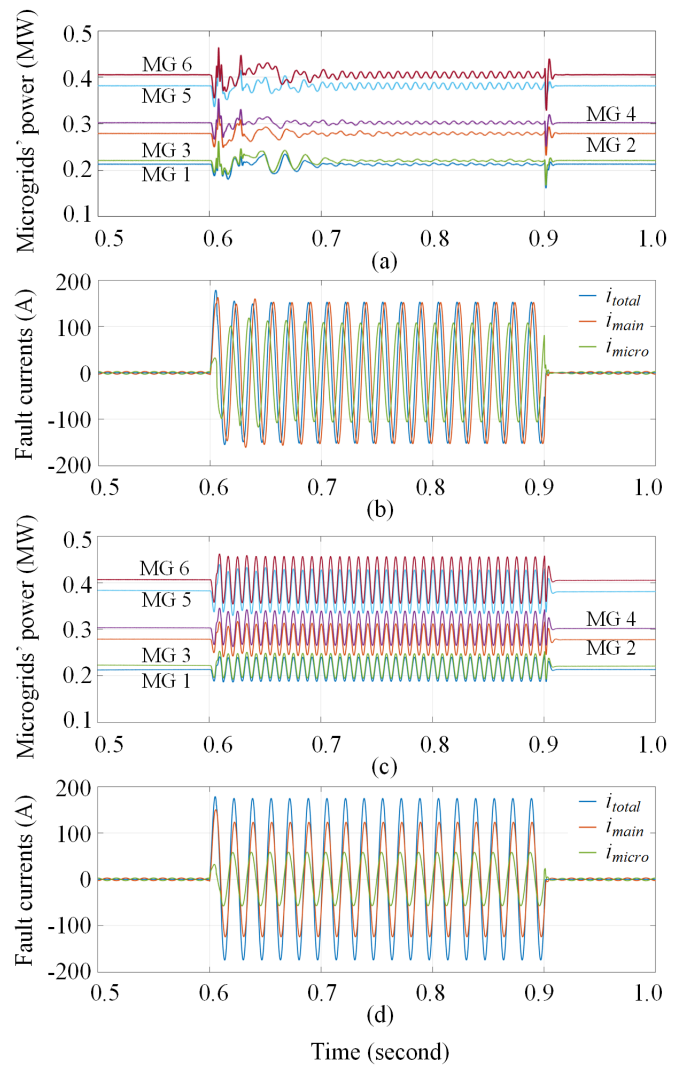 Microgrids' power (MW)
0.5
0.4
0.3
0.2
0.1
MG 6
MG 5
MG 4
MG 2
MG 3
MG 1
0.5 0.6 0.7 0.8 0.9 1.0
(a)
Fault currents (A)
200
100
0
-100
-200
i_total
i_main
i_micro
0.5 0.6 0.7 0.8 0.9 1.0
(b)
Microgrids' power (MW)
0.5
0.4
0.3
0.2
0.1
MG 6
MG 5
MG 4
MG 2
MG 3
MG 1
0.5 0.6 0.7 0.8 0.9 1.0
(c)
Fault currents (A)
200
100
0
-100
-200
i_total
i_main
i_micro
0.5 0.6 0.7 0.8 0.9 1.0
(d)
Time (second)